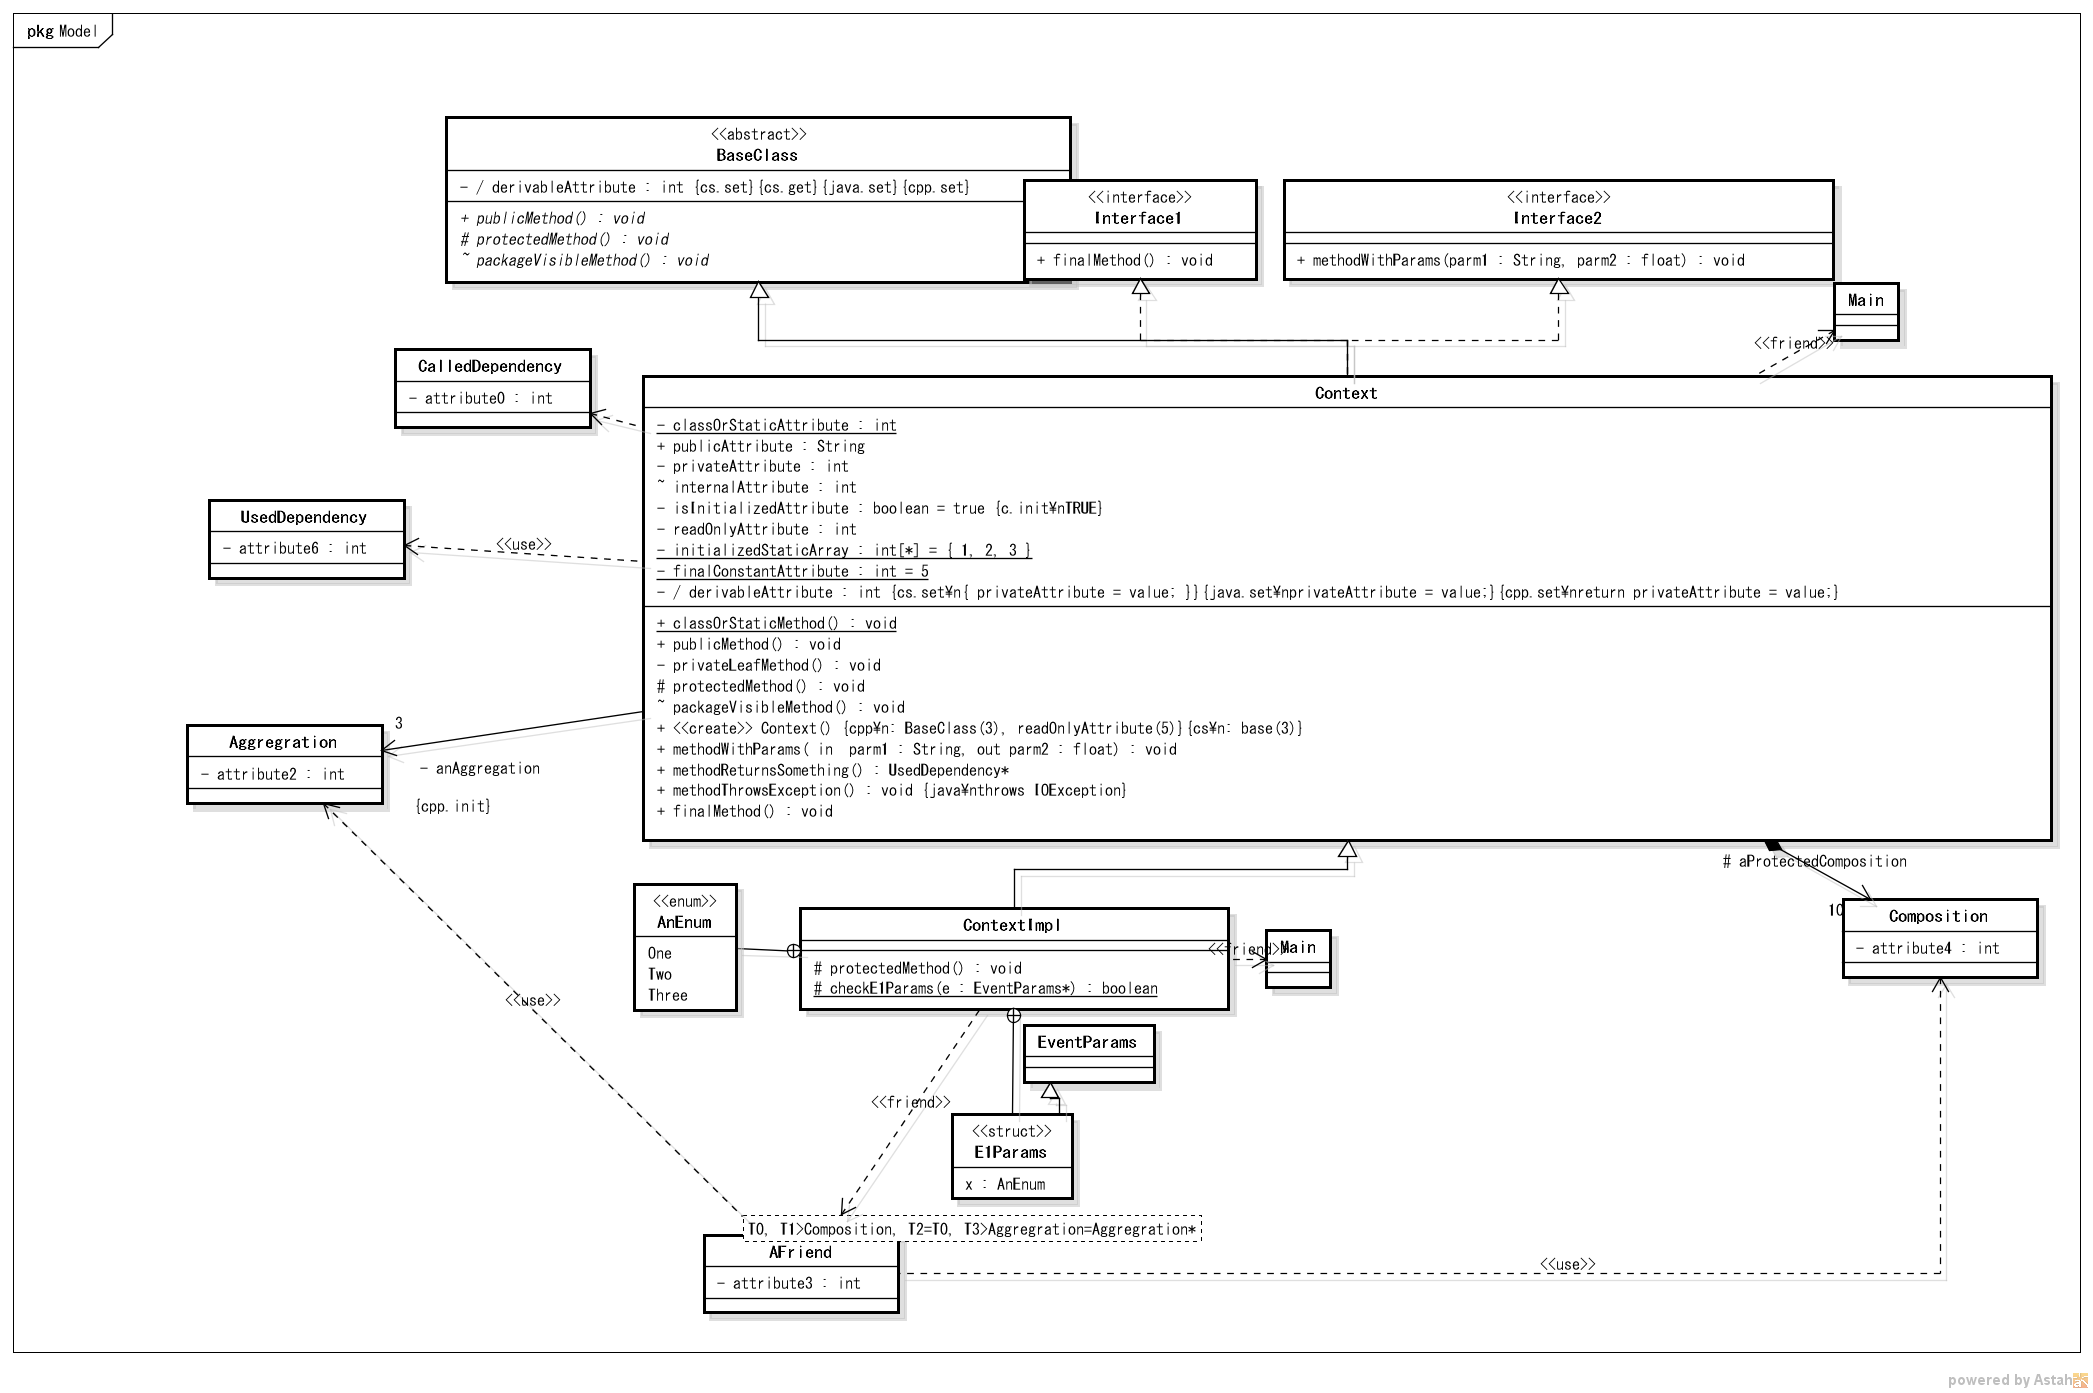 pkg Model
<<abstract>>
BaseClass
- / derivableAttribute : int {cs.set}{cs.get}{java.set}{cpp.set}
+ publicMethod() : void
# protectedMethod() : void
~ packageVisibleMethod() : void
<<interface>>
Interface1
+ finalMethod() : void
<<interface>>
Interface2
+ methodWithParams(parm1 : String, parm2 : float) : void
Main
<<friend>>
CalledDependency
- attribute0 : int
UsedDependency
- attribute6 : int
<<use>>
Context
- classOrStaticAttribute : int
+ publicAttribute : String
- privateAttribute : int
~ internalAttribute : int
- isInitializedAttribute : boolean = true {c.init¥nTRUE}
- readOnlyAttribute : int
- initializedStaticArray : int[*] = { 1, 2, 3 }
- finalConstantAttribute : int = 5
- / derivableAttribute : int {cs.set¥n{ privateAttribute = value; }}{java.set¥nprivateAttribute = value;}{cpp.set¥nreturn privateAttribute = value;}
+ classOrStaticMethod() : void
+ publicMethod() : void
- privateLeafMethod() : void
# protectedMethod() : void
~ packageVisibleMethod() : void
+ <<create>> Context() {cpp¥n: BaseClass(3), readOnlyAttribute(5)}{cs¥n: base(3)}
+ methodWithParams( in  parm1 : String, out parm2 : float) : void
+ methodReturnsSomething() : UsedDependency*
+ methodThrowsException() : void {java¥nthrows IOException}
+ finalMethod() : void
3
Aggregration
- attribute2 : int
- anAggregation
{cpp.init}
# aProtectedComposition
10
Composition
- attribute4 : int
<<enum>>
AnEnum
One
Two
Three
ContextImpl
# protectedMethod() : void
# checkE1Params(e : EventParams*) : boolean
<<friend>>
Main
<<use>>
EventParams
<<friend>>
<<struct>>
E1Params
x : AnEnum
T0, T1>Composition, T2=T0, T3>Aggregration=Aggregration*
AFriend
- attribute3 : int
<<use>>
powered by Astah